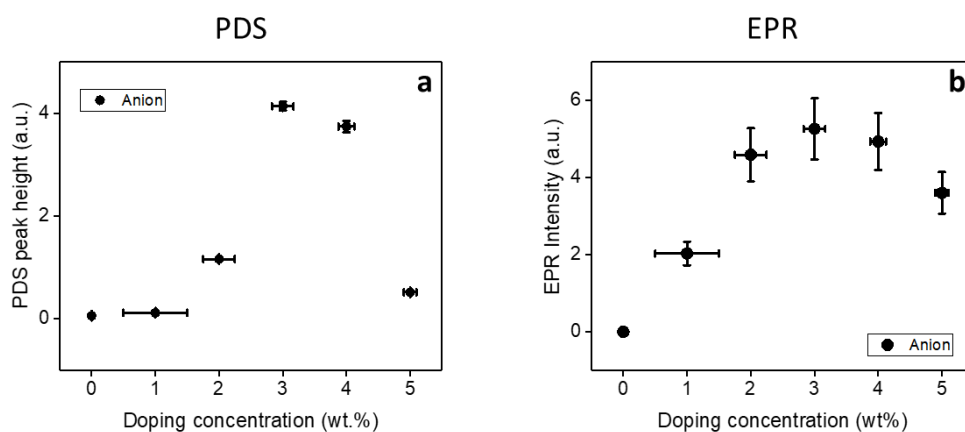 PDS
EPR
a
Anion
PDS peak height (a.u.)
4
2
0
0 1 2 3 4 5
Doping concentration (wt.%)
b
EPR Intensity (a.u.)
6
4
2
0
Anion
0 1 2 3 4 5
Doping concentration (wt%)